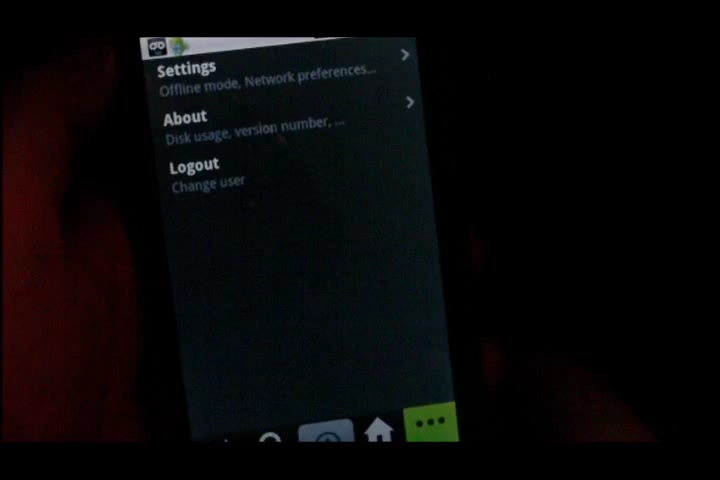 Settings
Offline mode, Network preferences...
About
Disk usage, version number, ...
Logout
Change user